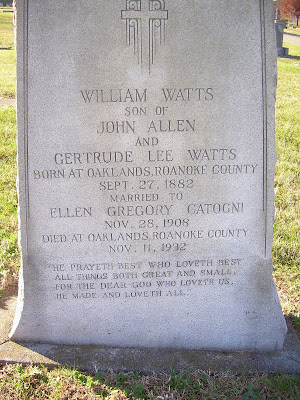 WILLIAM WATTS
SON OF
JOHN ALLEN
AND
GERTRUDE LEE WATTS
BORN AT OAKLANDS, ROANOKE COUNTY
SEPT. 27, 1882
MARRIED TO
ELLEN GREGORY CATOGNI
NOV. 28, 1908
DIED AT OAKLANDS, ROANOKE COUNTY
NOV. 11, 1932
"HE PRAYETH BEST WHO LOVETH BEST
ALL THINGS BOTH GREAT AND SMALL,
FOR THE DEAR GOD WHO LOVETH US,
HE MADE AND LOVETH ALL."